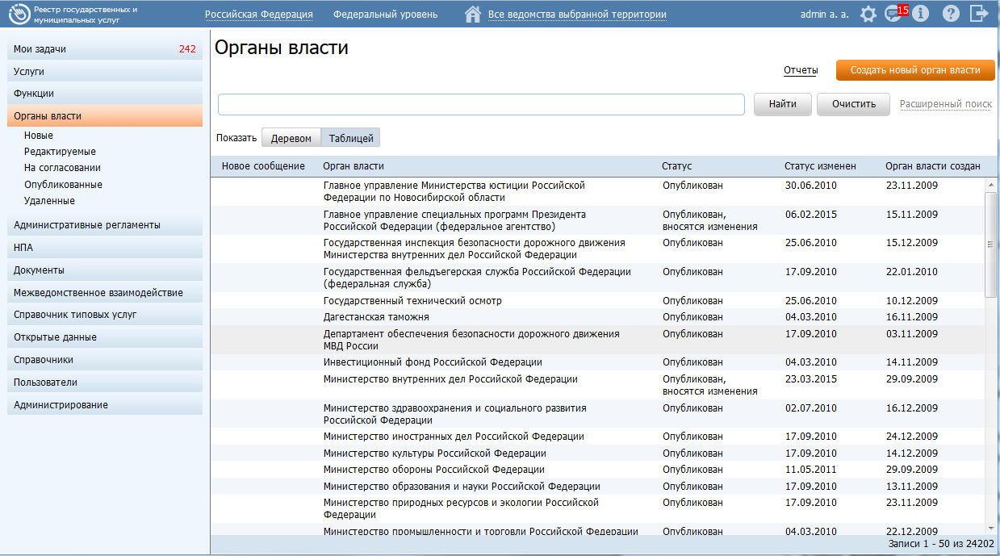 Реестр государственных и
муниципальных услуг
Российская Федерация Федеральный уровень Все ведомства выбранной территории admin a. a. 15
Мои задачи 242
Услуги
Функции
Органы власти
Новые
Редактируемые
На согласовании
Опубликованные
Удаленные
Административные регламенты
НПА
Документы
Межведомственное взаимодействие
Справочник типовых услуг
Открытые данные
Справочники
Пользователи
Администрирование
Органы власти
Отчеты Создать новый орган власти
Найти Очистить Расширенный поиск
Показать Деревом Таблицей
Новое сообщение Орган власти Статус Статус изменен Орган власти создан
Главное управление Министерства юстиции Российской Опубликован 30.06.2010 23.11.2009
Федерации по Новосибирской области
Главное управление специальных программ Президента Опубликован, 06.02.2015 15.11.2009
Российской Федерации (федеральное агентство) вносятся изменения
Государственная инспекция безопасности дорожного движения Опубликован 25.06.2010 15.12.2009
Министерства внутренних дел Российской Федерации
Государственная фельдъегерская служба Российской Федерации Опубликован 17.09.2010 22.01.2010
(федеральная служба)
Государственный технический осмотр Опубликован 25.06.2010 10.12.2009
Дагестанская таможня Опубликован 04.03.2010 16.11.2009
Департамент обеспечения безопасности дорожного движения Опубликован 17.09.2010 03.11.2009
МВД России
Инвестиционный фонд Российской Федерации Опубликован 04.03.2010 14.11.2009
Министерство внутренних дел Российской Федерации Опубликован, 23.03.2015 29.09.2009
вносятся изменения
Министерство здравоохранения и социального развития Опубликован 02.07.2010 16.12.2009
Российской Федерации
Министерство иностранных дел Российской Федерации Опубликован 17.09.2010 24.12.2009
Министерство культуры Российской Федерации Опубликован 17.09.2010 14.12.2009
Министерство обороны Российской Федерации Опубликован 11.05.2011 29.09.2009
Министерство образования и науки Российской Федерации Опубликован 17.09.2010 13.11.2009
Министерство природных ресурсов и экологии Российской Опубликован 17.09.2010 23.11.2009
Федерации
Министерство промышленности и торговли Российской Федерации Опубликован 04.03.2010 22.12.2009
Записи 1 - 50 из 24202